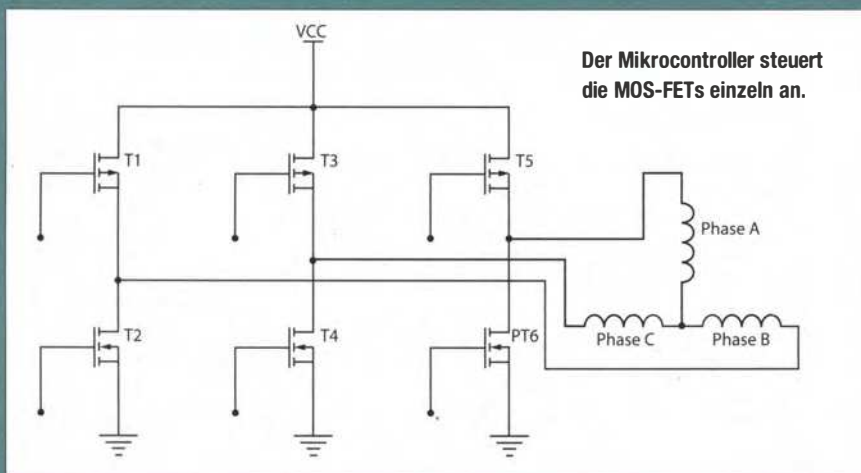 VCC
Der Mikrocontroller steuert
die MOS-FETs einzeln an.
T1
T3
T5
Phase A
T2
T4
PT6
Phase C
Phase B